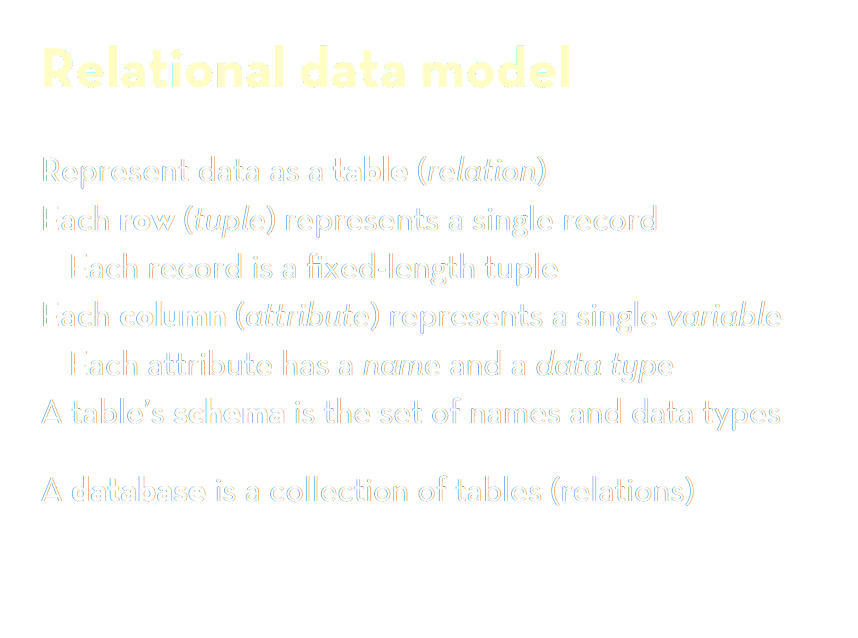 Relational data model
Represent data as a table (relation)
Each row (tuple) represents a single record
Each record is a fixed-length tuple
Each column (attribute) represents a single variable
Each attribute has a name and a data type
A table’s schema is the set of names and data types
A database is a collection of tables (relations)